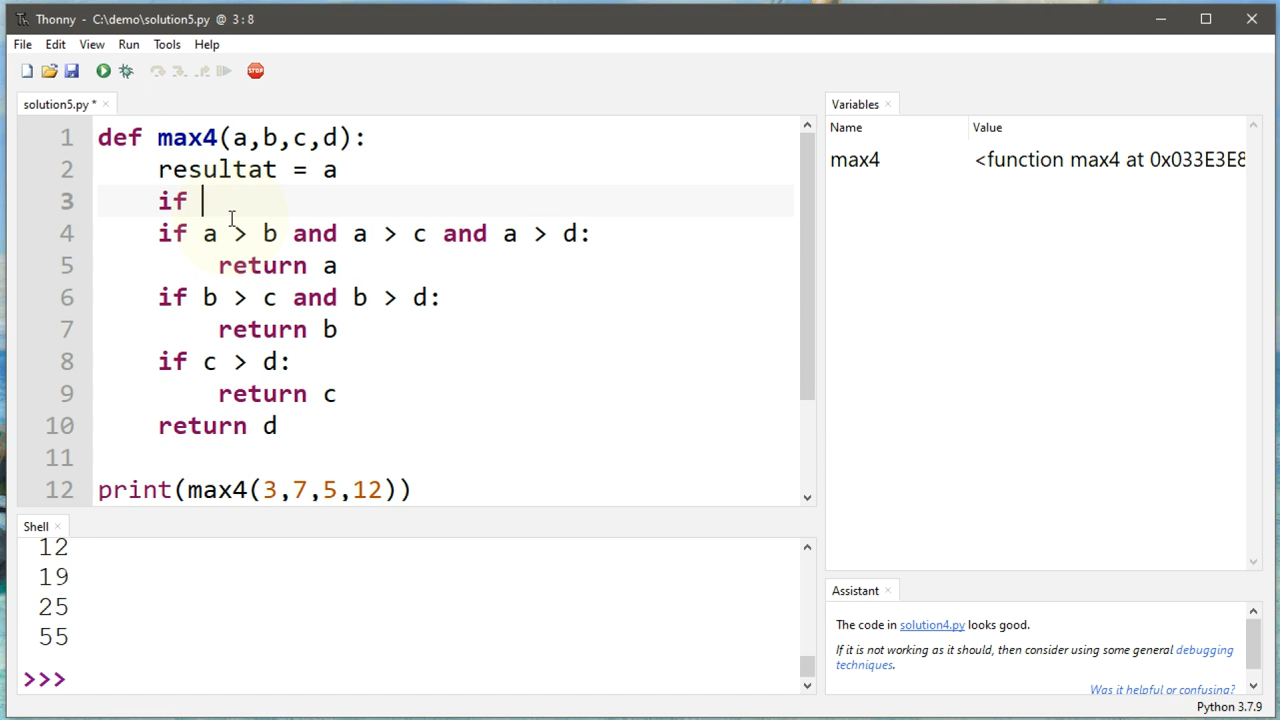 Thonny - C:\demo\solution5.py @ 3:8
File Edit View Run Tools Help
STOP
solution5.py *
1 def max4(a,b,c,d):
2 resultat = a
3 if
4 if a > b and a > c and a > d:
5 return a
6 if b > c and b > d:
7 return b
8 if c > d:
9 return c
10 return d
11
12 print(max4(3,7,5,12))
Shell
12
19
25
55
>>>
Variables
Name Value
max4 <function max4 at 0x033E3E8
Assistant
The code in solution4.py looks good.
If it is not working as it should, then consider using some general debugging
techniques.
Was it helpful or confusing?
Python 3.7.9